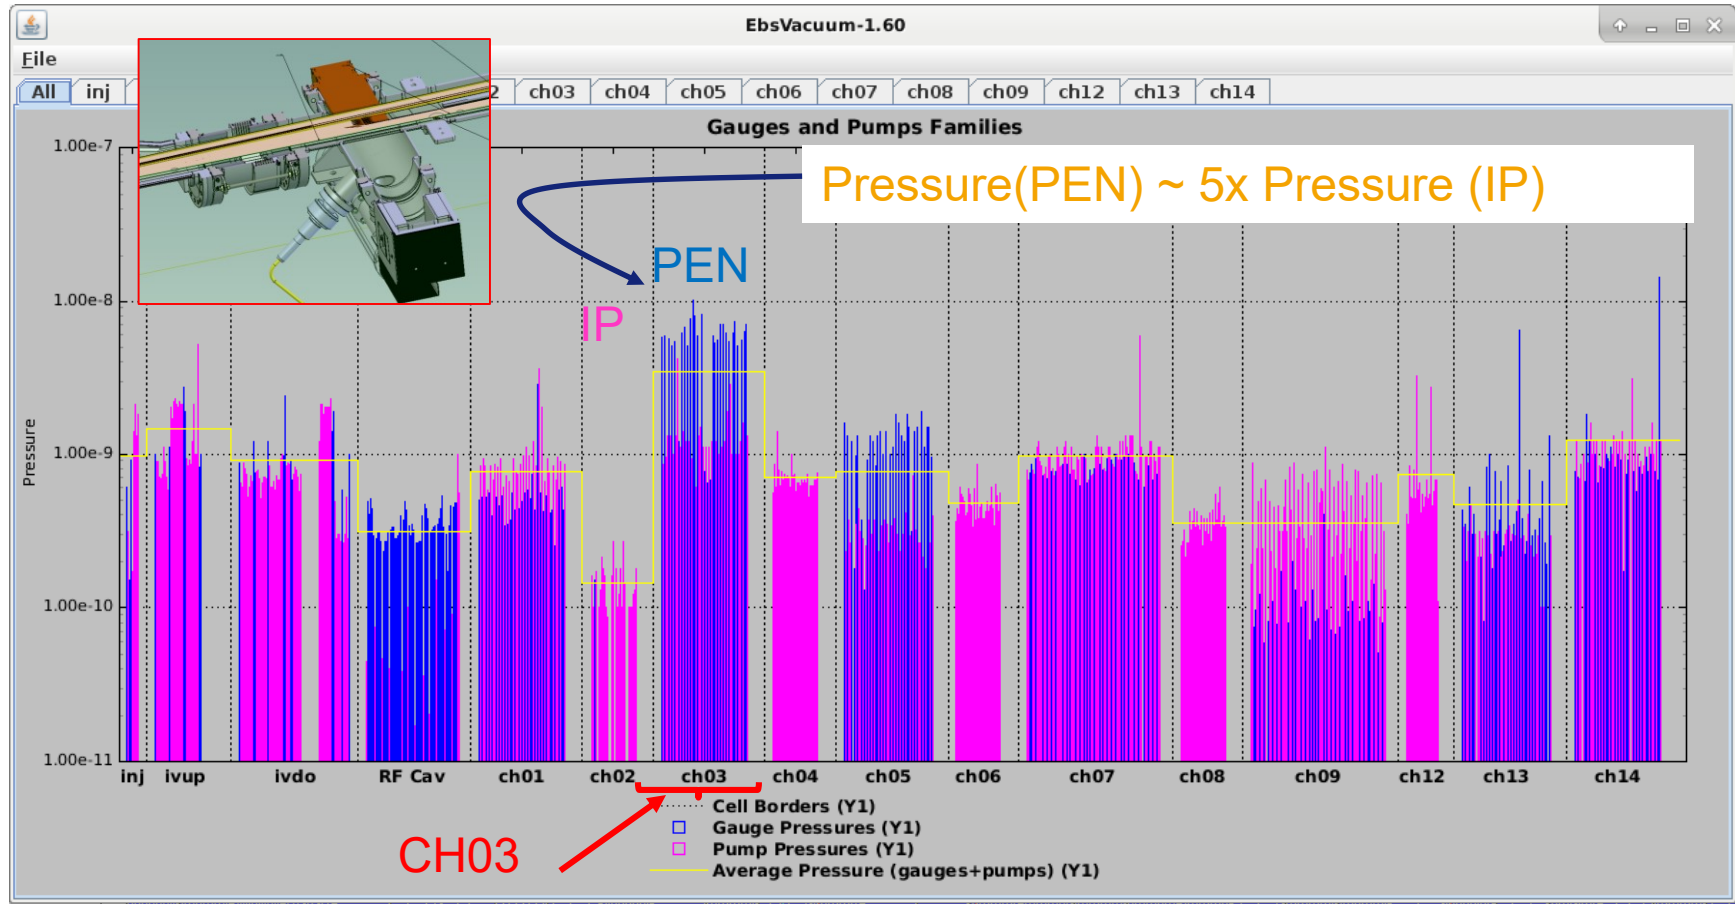 EbsVacuum-1.60
File
All inj 2 ch03 ch04 ch05 ch06 ch07 ch08 ch09 ch12 ch13 ch14
Gauges and Pumps Families
Pressure(PEN) ~ 5x Pressure (IP)
PEN
IP
Pressure
1.00e-7
1.00e-8
1.00e-9
1.00e-10
1.00e-11
inj ivup ivdo RF Cav ch01 ch02 ch03 ch04 ch05 ch06 ch07 ch08 ch09 ch12 ch13 ch14
CH03
Cell Borders (Y1)
Gauge Pressures (Y1)
Pump Pressures (Y1)
Average Pressure (gauges+pumps) (Y1)